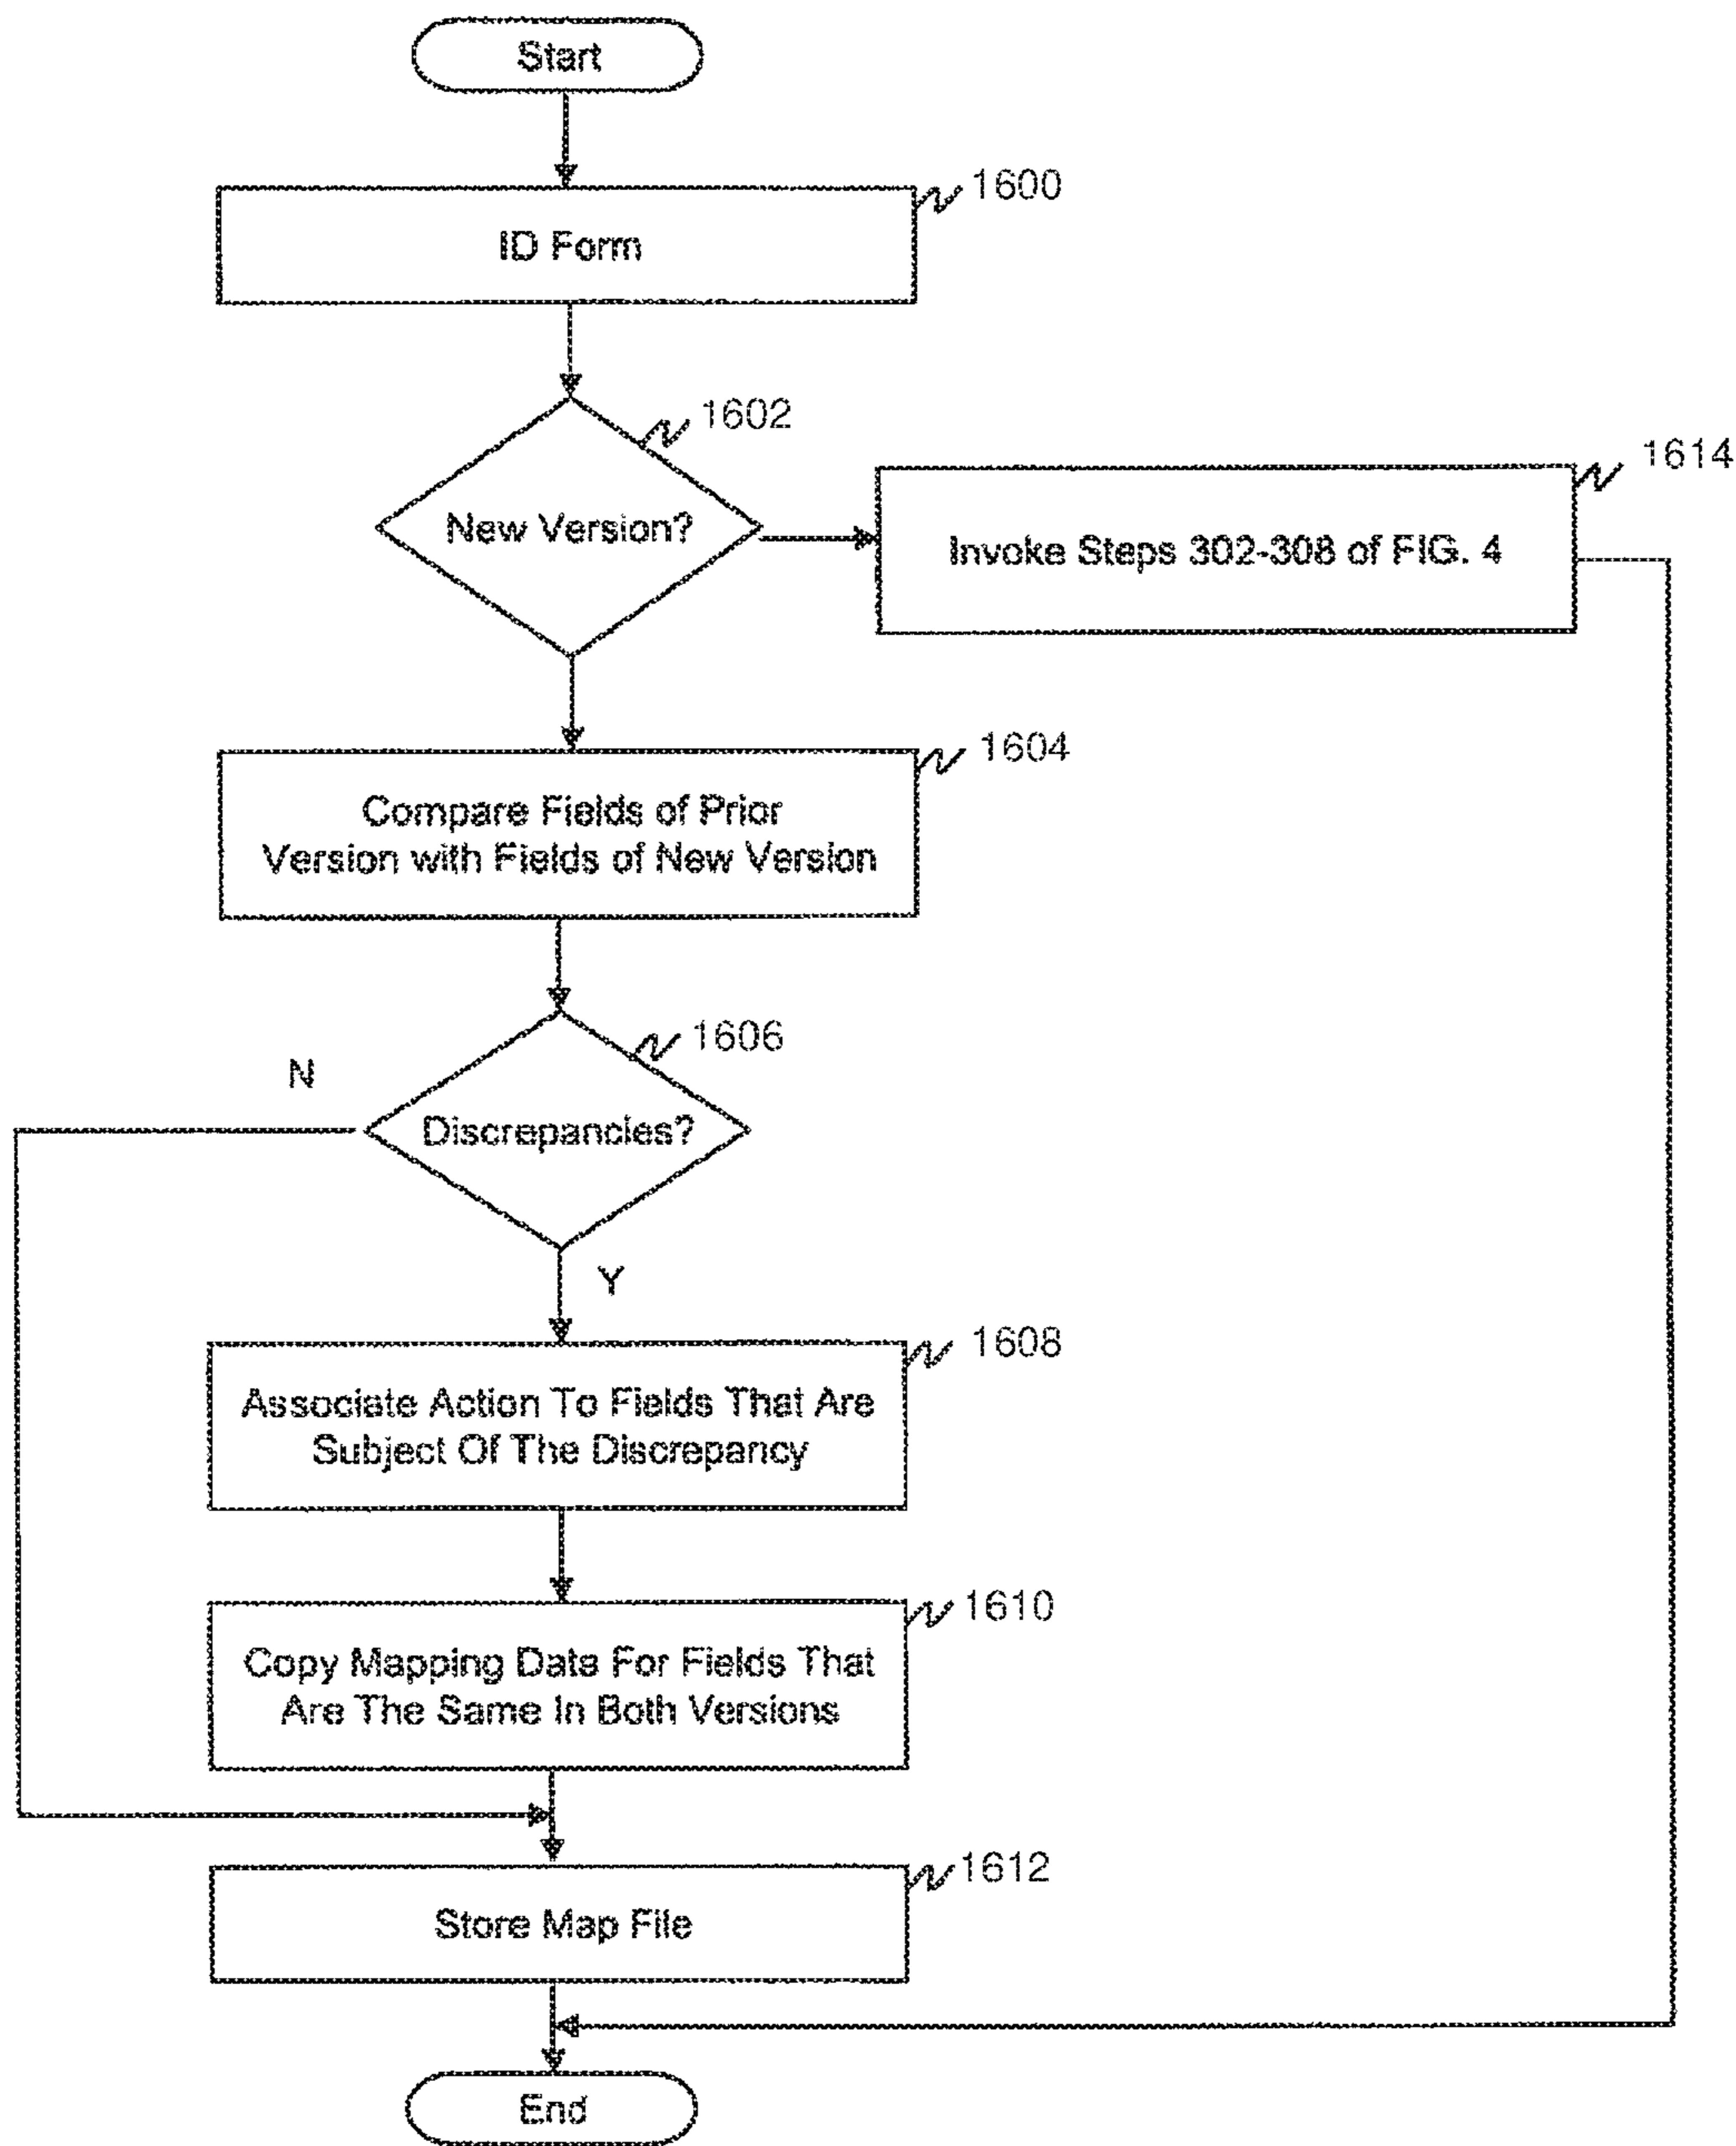 Start
1600
ID Form
1602
New Version?
1614
Invoke Steps 302-308 of FIG. 4
1604
Compare Fields of Prior
Version with Fields of New Version
1606
N
Discrepancies?
Y
1608
Associate Action To Fields That Are
Subject Of The Discrepancy
1610
Copy Mapping Data For Fields That
Are The Same In Both Versions
1612
Store Map File
End